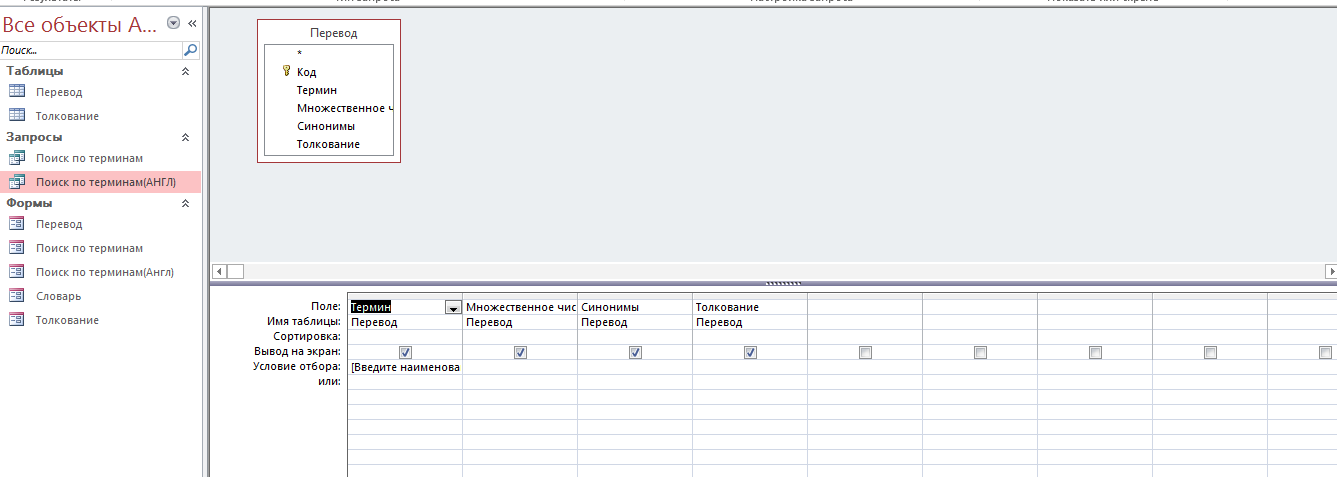 Все объекты A...
Поиск...
Таблицы
Перевод
Толкование
Запросы
Поиск по терминам
Поиск по терминам(АНГЛ)
Формы
Перевод
Поиск по терминам
Поиск по терминам(Англ)
Словарь
Толкование
Перевод
*
Код
Термин
Множественное ч
Синонимы
Толкование
Поле: Термин Множественное чис Синонимы Толкование
Имя таблицы: Перевод Перевод Перевод Перевод
Сортировка:
Вывод на экран:
Условие отбора: [Введите наименова
или: